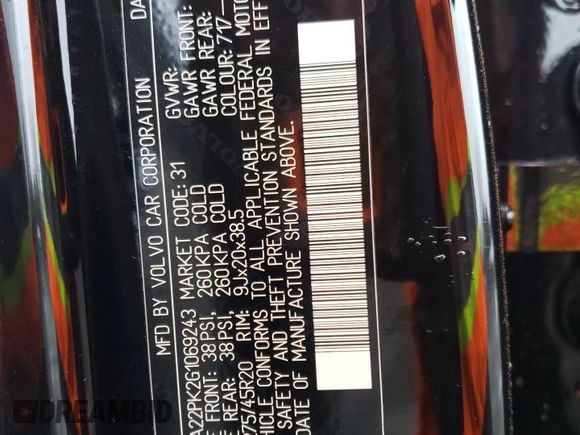 DA
MFD BY VOLVO CAR CORPORATION
GVWR:
GAWR FRONT:
GAWR REAR:
A22PK2G1069243 MARKET CODE: 31 COLOUR: 717-
FRONT: 38PSI, 260KPA COLD
REAR: 38PSI, 260KPA COLD
275/45R20 RIM: 9Jx20x38.5
HICLE CONFORMS TO ALL APPLICABLE FEDERAL MOTO
SAFETY AND THEFT PREVENTION STANDARDS IN EFF
DATE OF MANUFACTURE SHOWN ABOVE.
DREAMBID